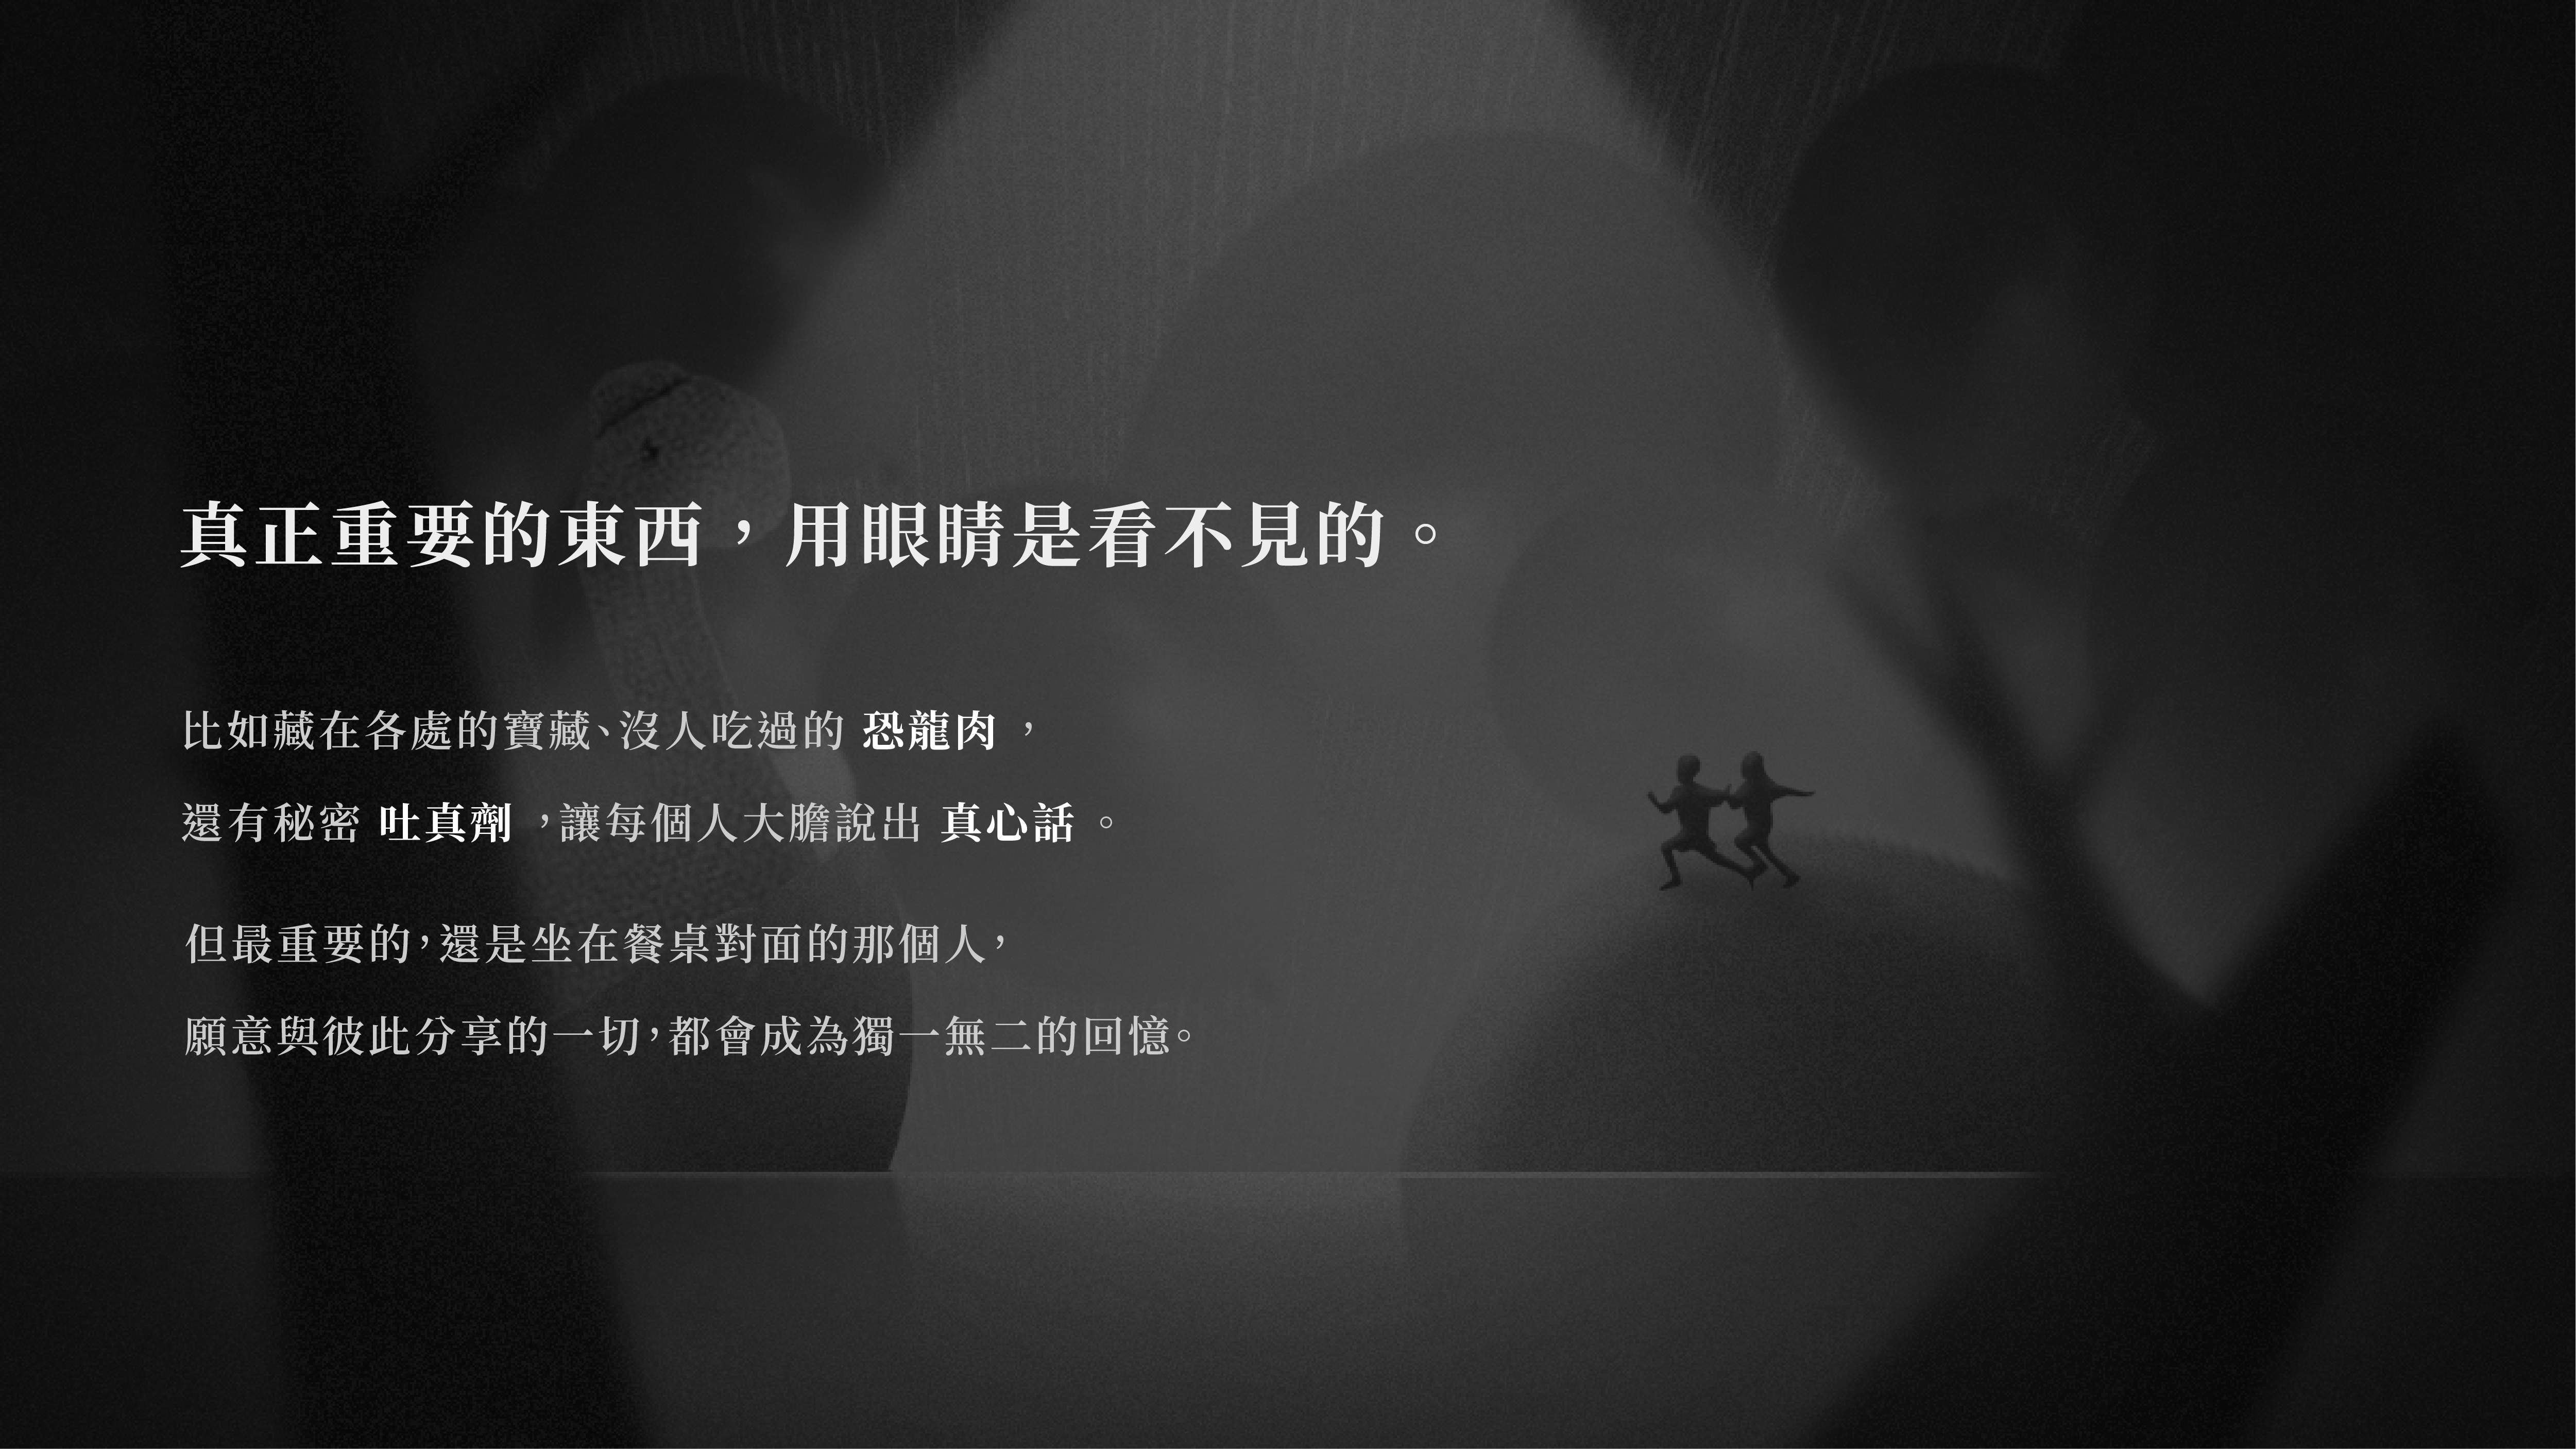 真正重要的東西，用眼睛是看不見的。
比如藏在各處的寶藏、沒人吃過的 恐龍肉 ，
還有秘密 吐真劑 ，讓每個人大膽說出 真心話 。
但最重要的，還是坐在餐桌對面的那個人，
願意與彼此分享的一切，都會成為獨一無二的回憶。